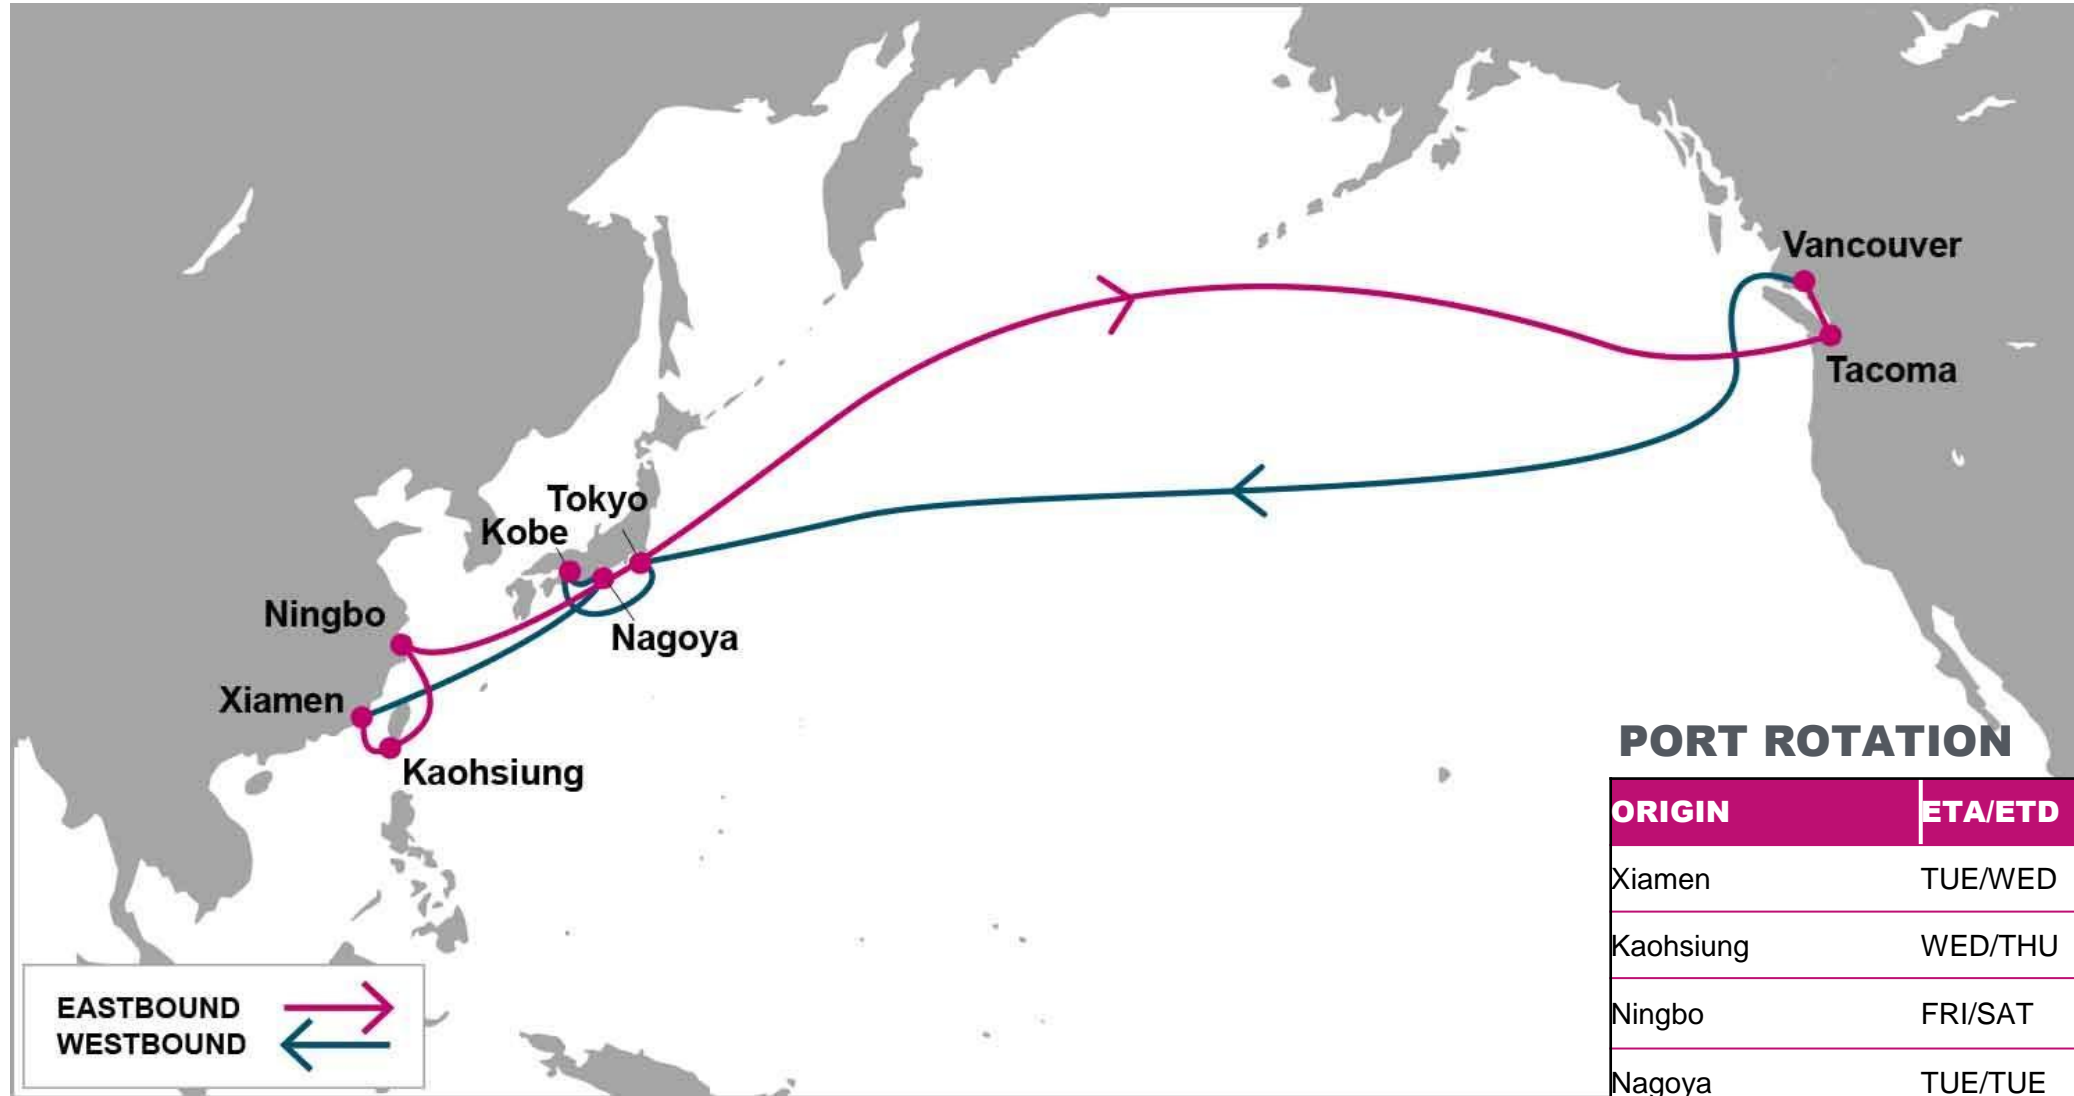 Vancouver
Tacoma
Tokyo
Kobe
Ningbo
Nagoya
Xiamen
Kaohsiung
PORT ROTATION
ORIGIN ETA/ETD
Xiamen TUE/WED
Kaohsiung WED/THU
Ningbo FRI/SAT
Nagoya TUE/TUE
EASTBOUND
WESTBOUND